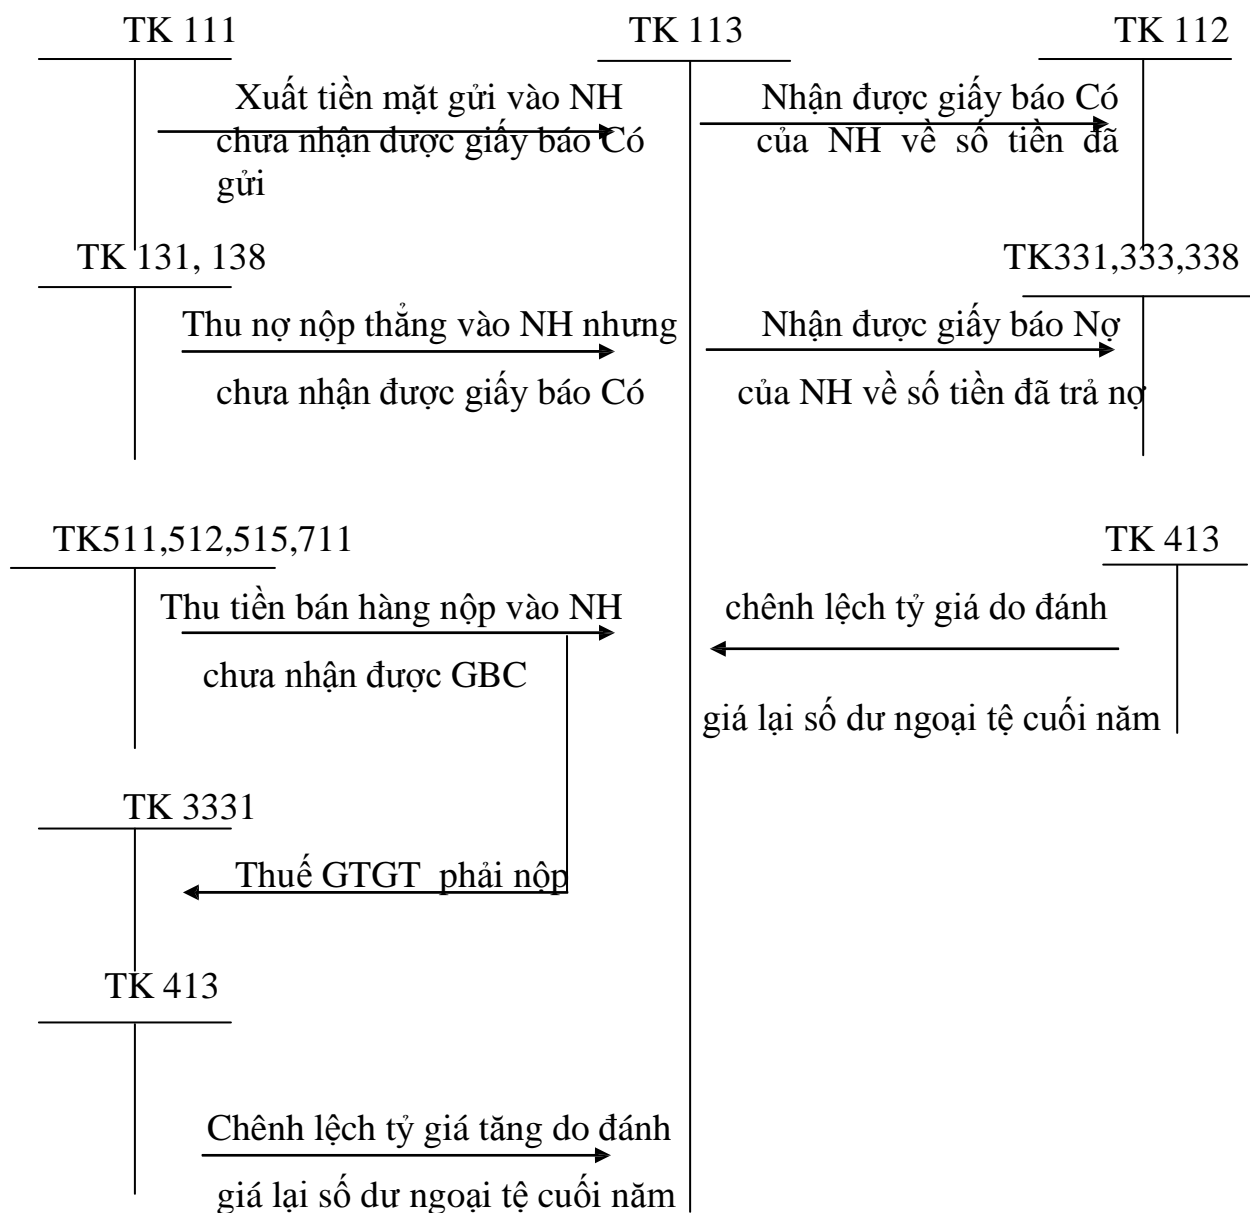 TK 111
TK 113
TK 112
Xuất tiền mặt gửi vào NH
chưa nhận được giấy báo Có
gửi
Nhận được giấy báo Có
của NH về số tiền đã
TK 131, 138
TK331,333,338
Thu nợ nộp thẳng vào NH nhưng
chưa nhận được giấy báo Có
Nhận được giấy báo Nợ
của NH về số tiền đã trả nợ
TK511,512,515,711
TK 413
Thu tiền bán hàng nộp vào NH
chưa nhận được GBC
chênh lệch tỷ giá do đánh
giá lại số dư ngoại tệ cuối năm
TK 3331
Thuế GTGT phải nộp
TK 413
Chênh lệch tỷ giá tăng do đánh
giá lại số dư ngoại tệ cuối năm